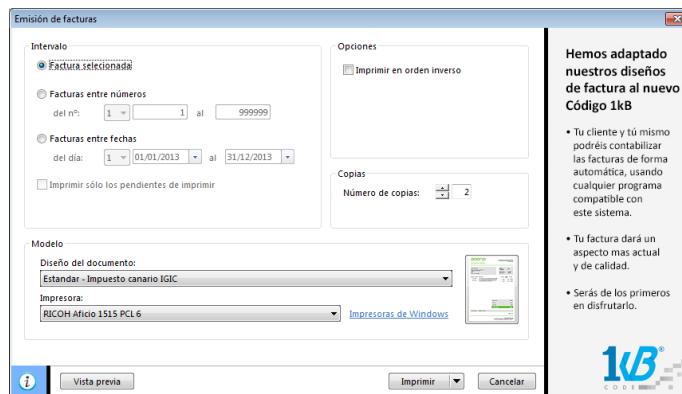 Emisión de facturas
Intervalo
Factura selecionada
Facturas entre números
del nº: 1 1 al 999999
Facturas entre fechas
del día: 1 01/01/2013 al 31/12/2013
Imprimir sólo los pendientes de imprimir
Opciones
Imprimir en orden inverso
Copias
Número de copias: 2
Modelo
Diseño del documento:
Estandar - Impuesto canario IGIC
Impresora:
RICOH Aficio 1515 PCL 6
Impresoras de Windows
Vista previa
Imprimir
Cancelar
Hemos adaptado
nuestros diseños
de factura al nuevo
Código 1kB
• Tu cliente y tú mismo
podréis contabilizar
las facturas de forma
automática, usando
cualquier programa
compatible con
este sistema.
• Tu factura dará un
aspecto mas actual
y de calidad.
• Serás de los primeros
en disfrutarlo.
1kB®
CODE